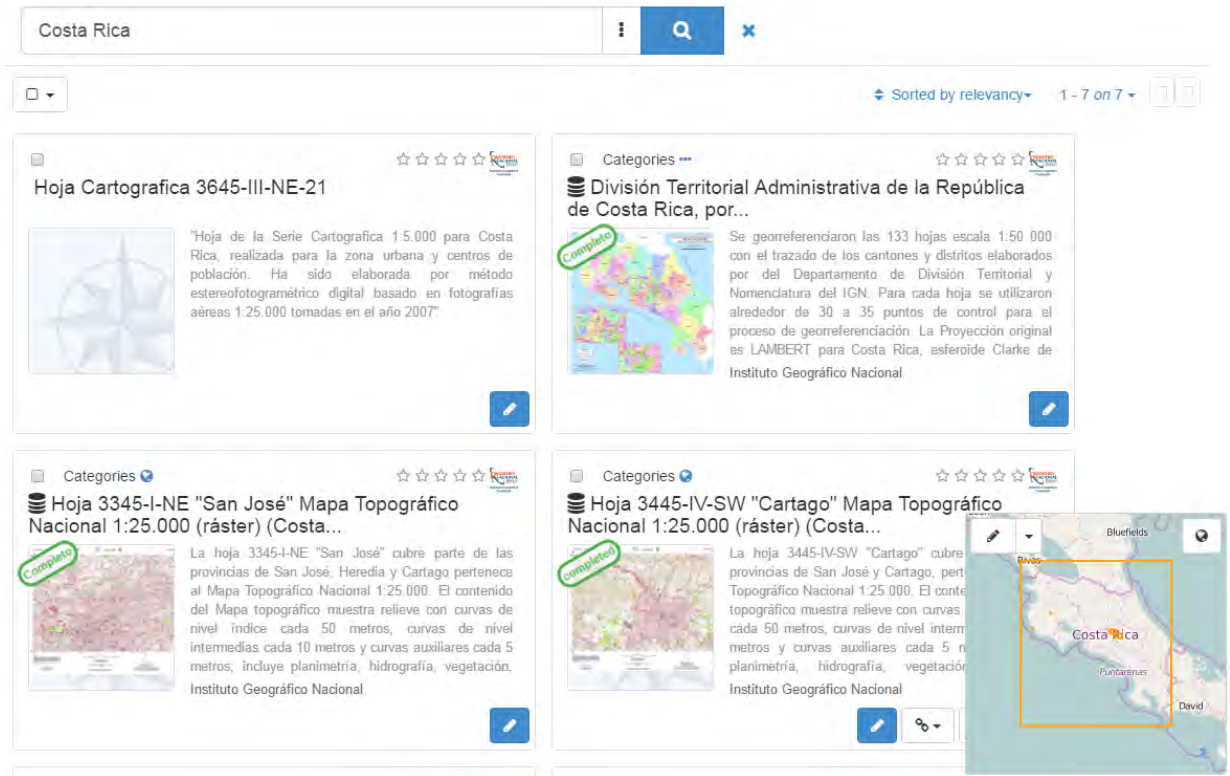 Costa Rica
Sorted by relevancy
1 - 7 on 7
Hoja Cartografica 3645-III-NE-21
"Hoja de la Serie Cartografica 1:5.000 para Costa
Rica, realizada para la zona urbana y centros de
población. Ha sido elaborada por método
estereofotogramétrico digital basado en fotografías
aéreas 1:25.000 tomadas en el año 2007"
Categories
División Territorial Administrativa de la República
de Costa Rica, por...
Completo
Se georreferenciaron las 133 hojas escala 1:50 000
con el trazado de los cantones y distritos elaborados
por del Departamento de División Territorial y
Nomenclatura del IGN. Para cada hoja se utilizaron
alrededor de 30 a 35 puntos de control para el
proceso de georreferenciación. La Proyección original
es LAMBERT para Costa Rica, esferoide Clarke de
Instituto Geográfico Nacional
Categories
Hoja 3345-I-NE "San José" Mapa Topográfico
Nacional 1:25.000 (ráster) (Costa...
Completo
La hoja 3345-I-NE "San José" cubre parte de las
provincias de San José, Heredia y Cartago pertenece
al Mapa Topográfico Nacional 1:25.000. El contenido
del Mapa topográfico muestra relieve con curvas de
nivel índice cada 50 metros, curvas de nivel
intermedias cada 10 metros y curvas auxiliares cada 5
metros; incluye planimetría, hidrografía, vegetación,
Instituto Geográfico Nacional
Categories
Hoja 3445-IV-SW "Cartago" Mapa Topográfico
Nacional 1:25.000 (ráster) (Costa...
completed
La hoja 3445-IV-SW "Cartago" cubre
provincias de San José y Cartago, pert
Topográfico Nacional 1:25.000. El conte
topográfico muestra relieve con curvas
cada 50 metros, curvas de nivel interm
metros y curvas auxiliares cada 5 m
planimetría, hidrografía, vegetación
Instituto Geográfico Nacional
Bluefields
Rivas
Costa Rica
Puntarenas
David